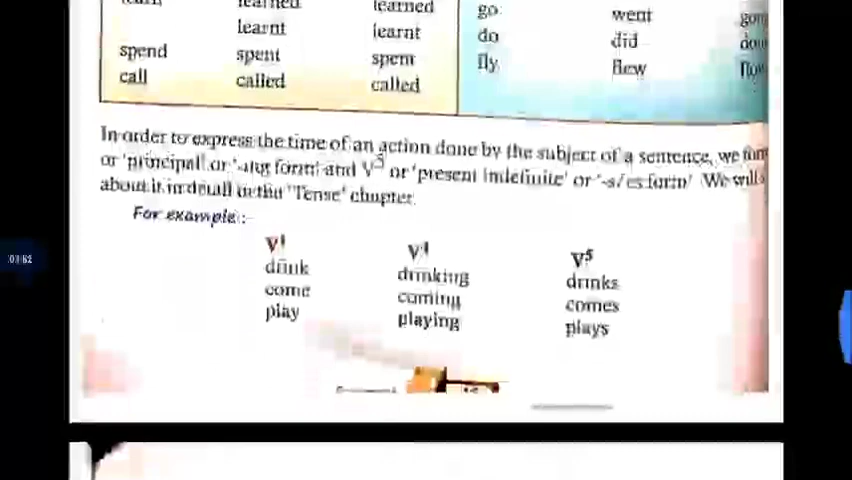 learned learned go went
learnt learnt do did
spend spent spent fly flew
call called called
In order to express the time of an action done by the subject of a sentence, we
or 'principal' or '-ing form' and V5 or 'present indefinite' or '-s/es form' We will
about it in detail in the 'Tense' chapter.
For example :-
V1 V4 V5
drink drinking drinks
come coming comes
play playing plays